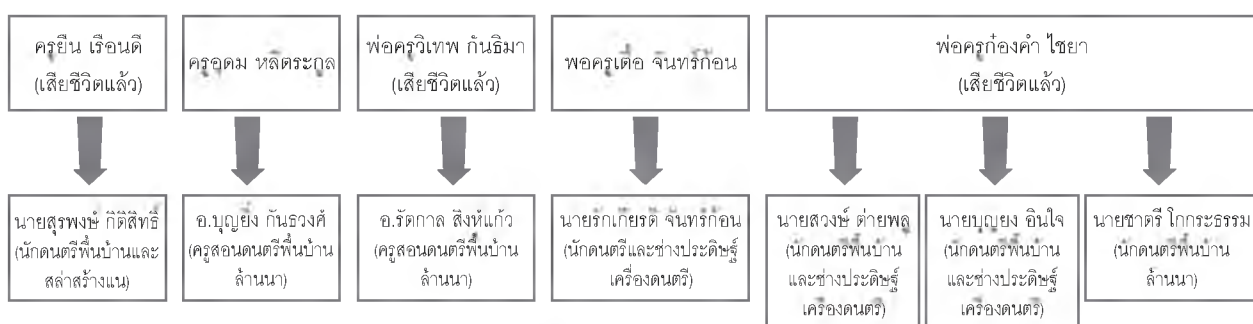 ครูยืน เรือนดี
(เสียชีวิตแล้ว)
ครูอุดม หลีตระกูล
พ่อครูวิเทพ กันธิมา
(เสียชีวิตแล้ว)
พอครูเดื่อ จันทร์ก้อน
พ่อครูก๋องคำ ไชยา
(เสียชีวิตแล้ว)
นายสุรพงษ์ กิติสิทธิ์
(นักดนตรีพื้นบ้านและ
สล่าสร้างแน)
อ.บุญยิ่ง กันธวงศ์
(ครูสอนดนตรีพื้นบ้าน
ล้านนา)
อ.รัตกาล สิงห์แก้ว
(ครูสอนดนตรีพื้นบ้าน
ล้านนา)
นายรักเกียรติ จันทร์ก้อน
(นักดนตรีและช่างประดิษฐ์
เครื่องดนตรี)
นายสวงษ์ ต่ายพลู
(นักดนตรีพื้นบ้าน
และช่างประดิษฐ์
เครื่องดนตรี)
นายบุญยง อินใจ
(นักดนตรีพื้นบ้าน
และช่างประดิษฐ์
เครื่องดนตรี)
นายชาตรี โกกระธรรม
(นักดนตรีพื้นบ้าน
ล้านนา)